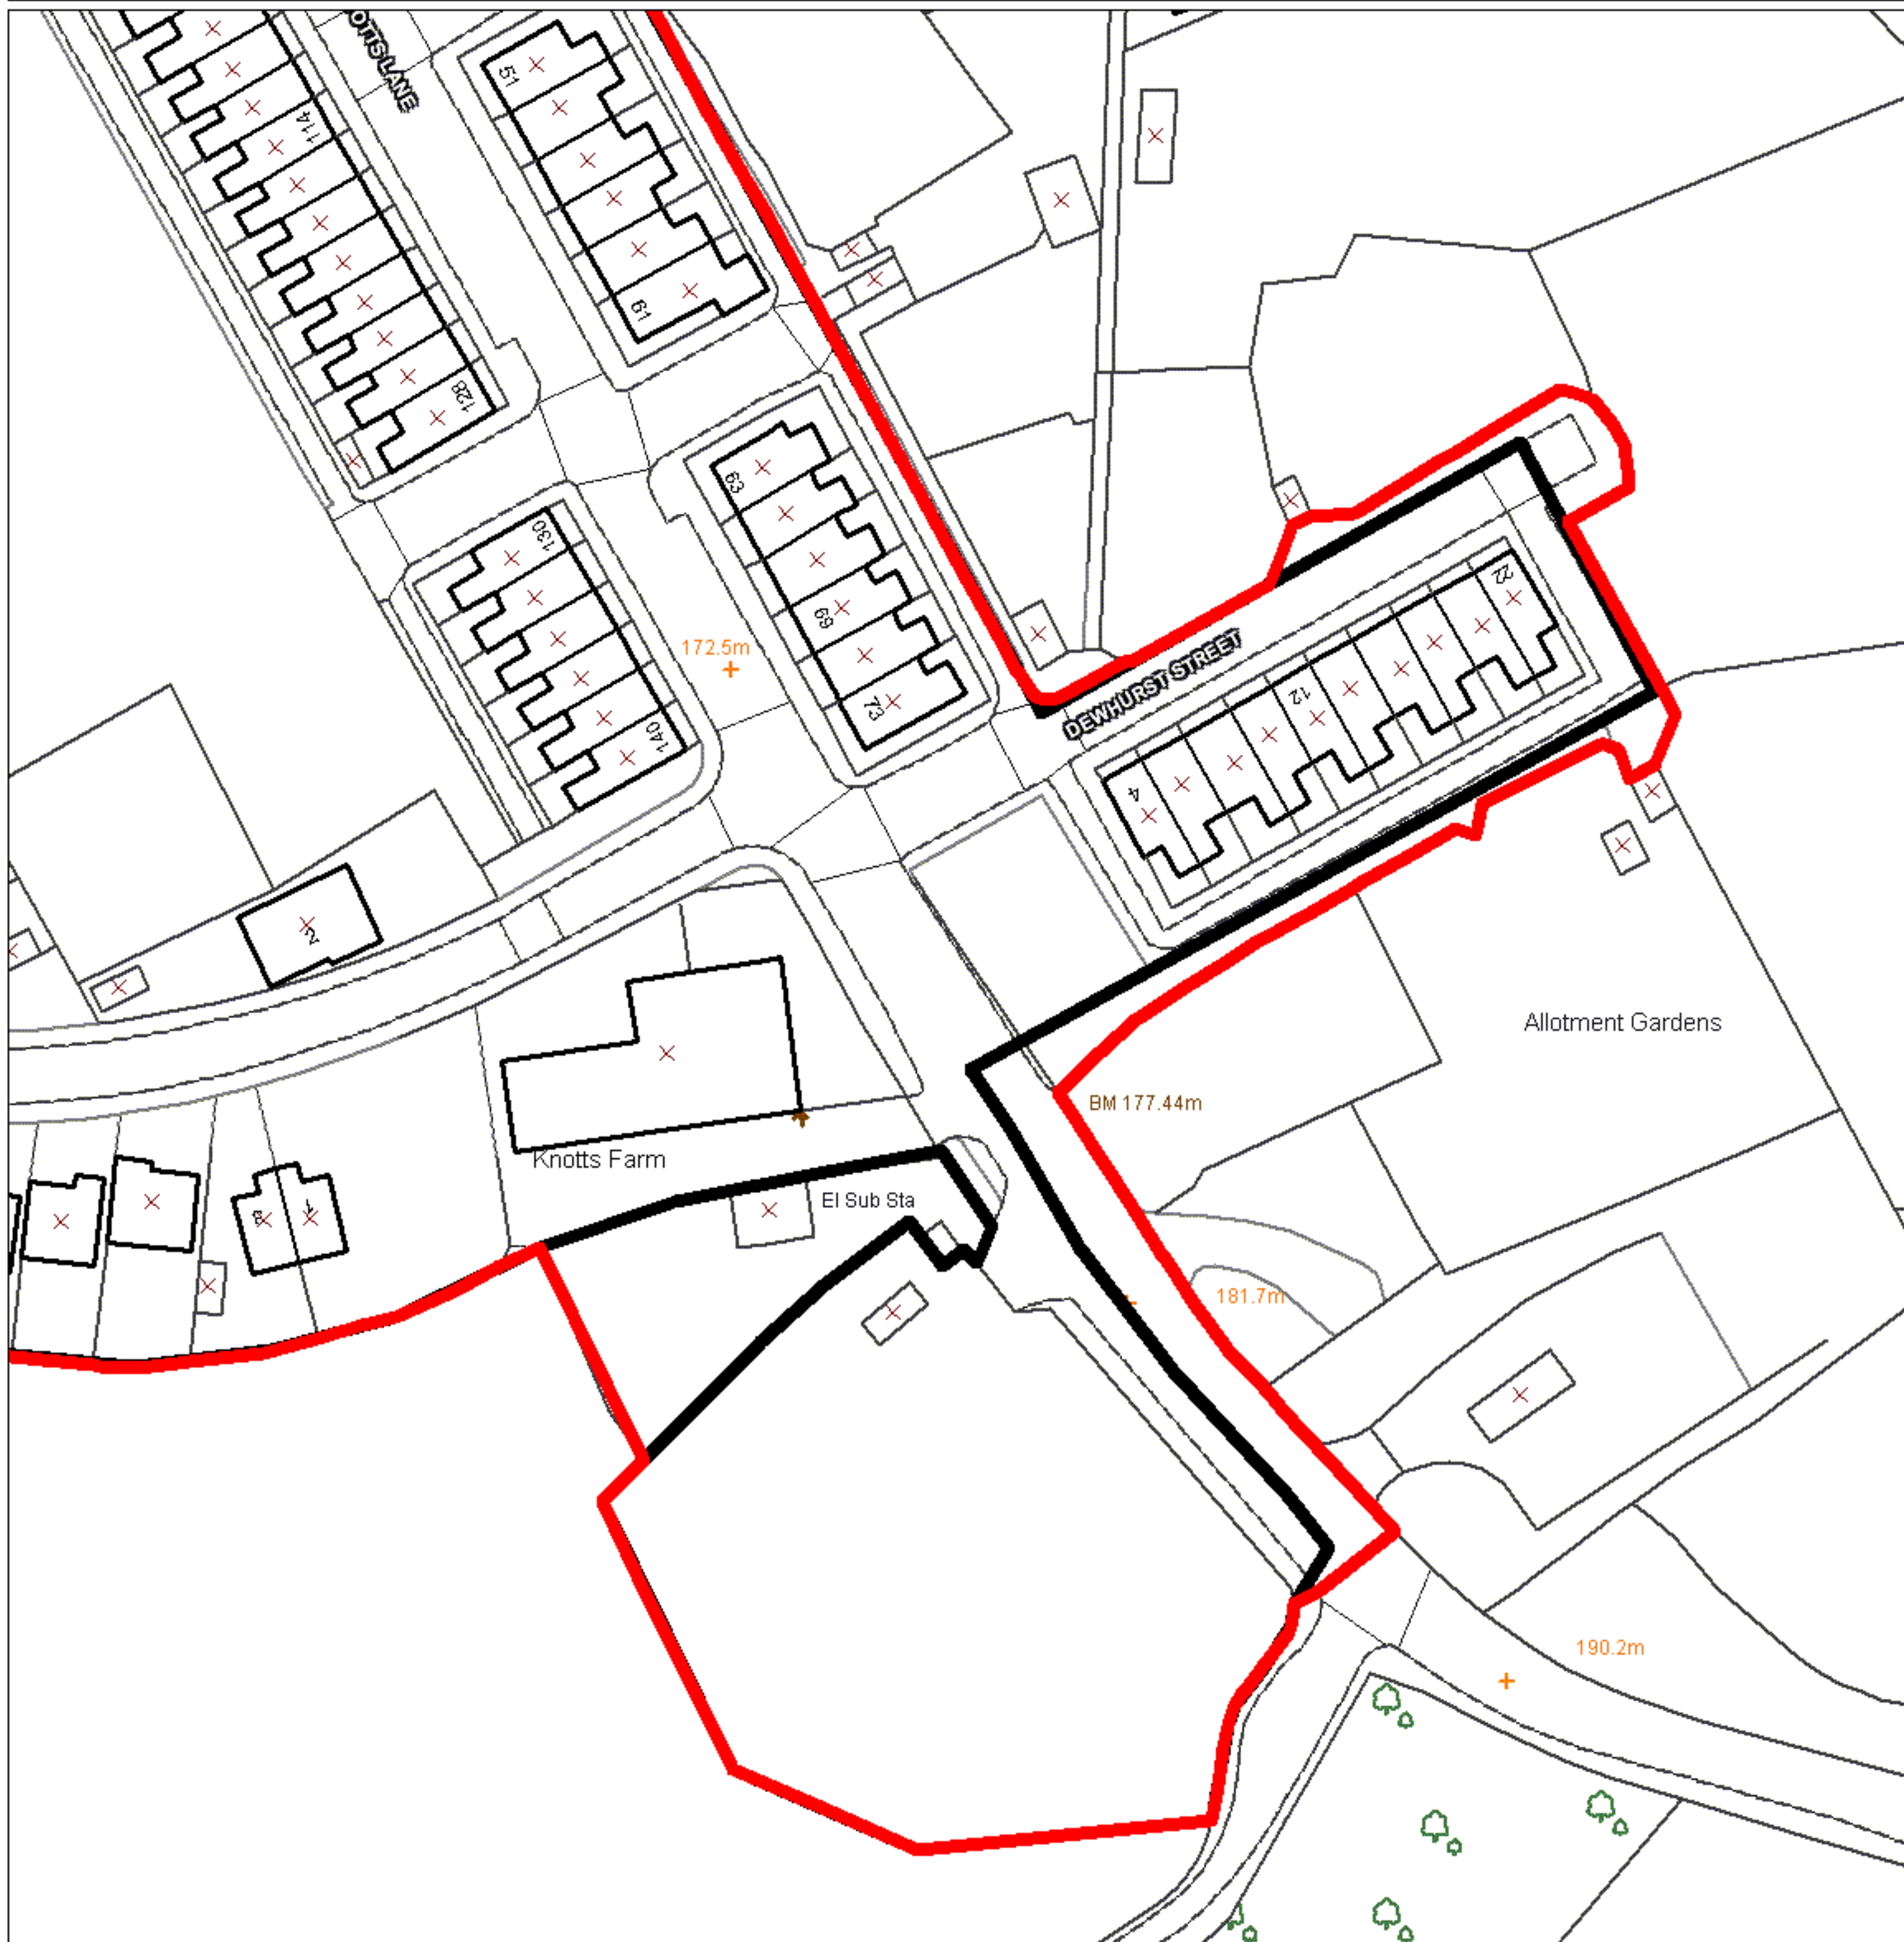 OTTS LANE
51
114
61
128
63
130
172.5m
69
22
DEWHURST STREET
12
73
140
4
2
Allotment Gardens
BM 177.44m
Knotts Farm
El Sub Sta
1
181.7m
190.2m